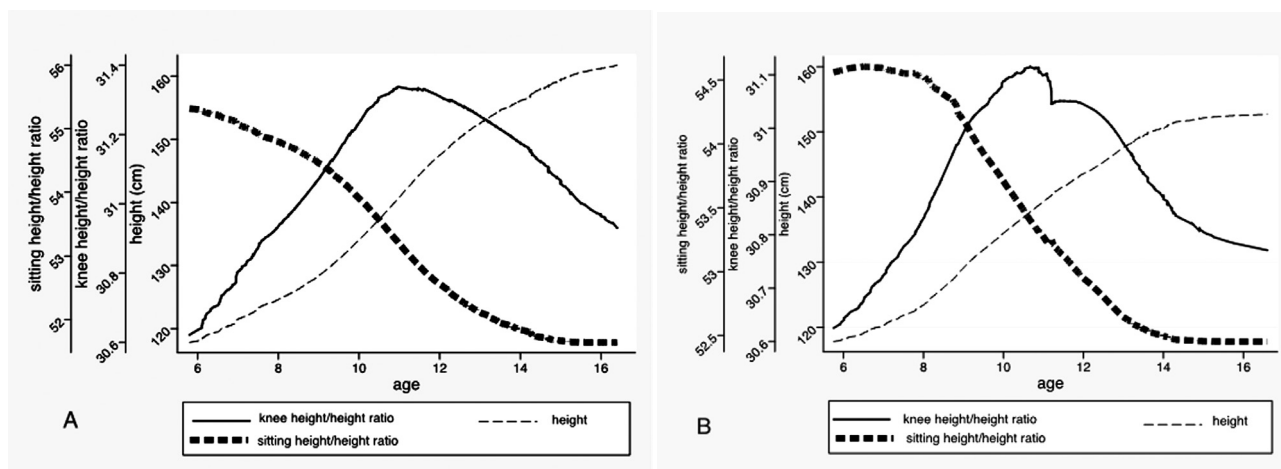 sitting height/height ratio
56
55
54
53
52
knee height/height ratio
31.4
31.2
31
30.8
30.6
height (cm)
160
150
140
130
120
6 8 10 12 14 16
age
A
knee height/height ratio height
sitting height/height ratio
sitting height/height ratio
54.5
54
53.5
53
52.5
knee height/height ratio
31.1
31
30.9
30.8
30.7
30.6
height (cm)
160
150
140
130
120
6 8 10 12 14 16
age
B
knee height/height ratio height
sitting height/height ratio